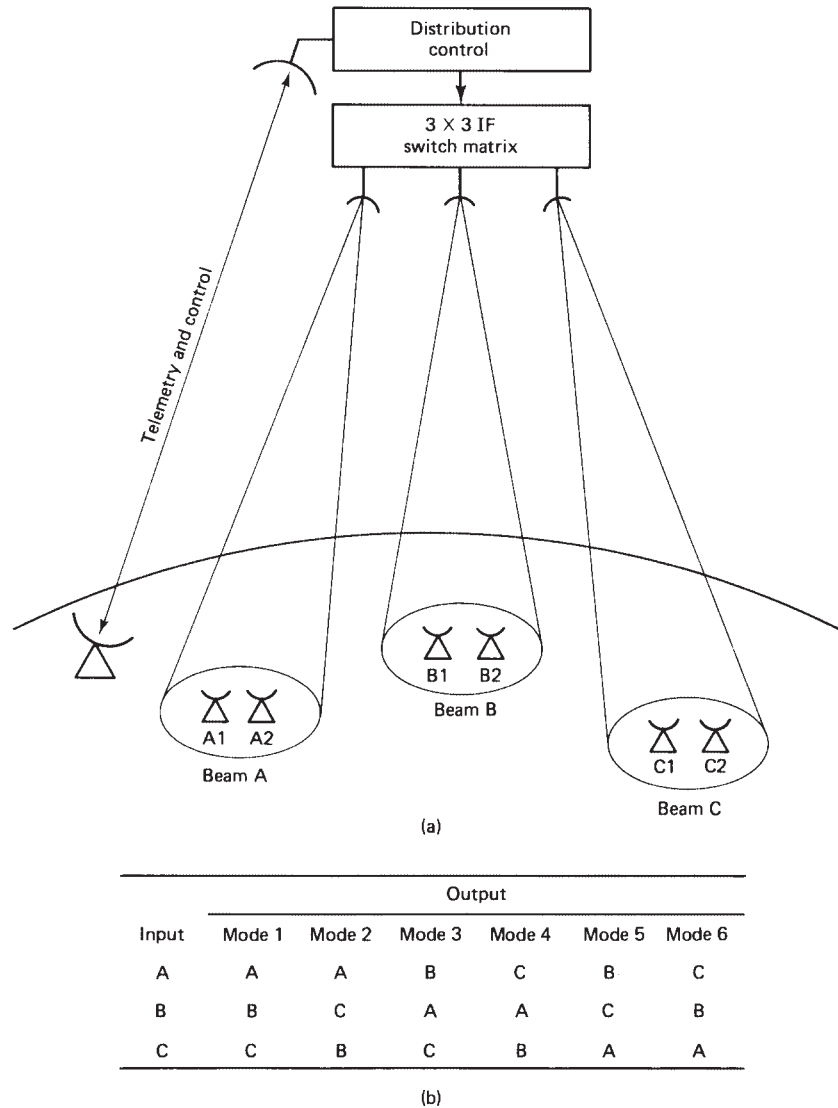 Distribution
control
3 X 3 IF
switch matrix
Telemetry and control
B1 B2
Beam B
A1 A2
Beam A
C1 C2
Beam C
(a)
Output
Input Mode 1 Mode 2 Mode 3 Mode 4 Mode 5 Mode 6
A A A B C B C
B B C A A C B
C C B C B A A
(b)